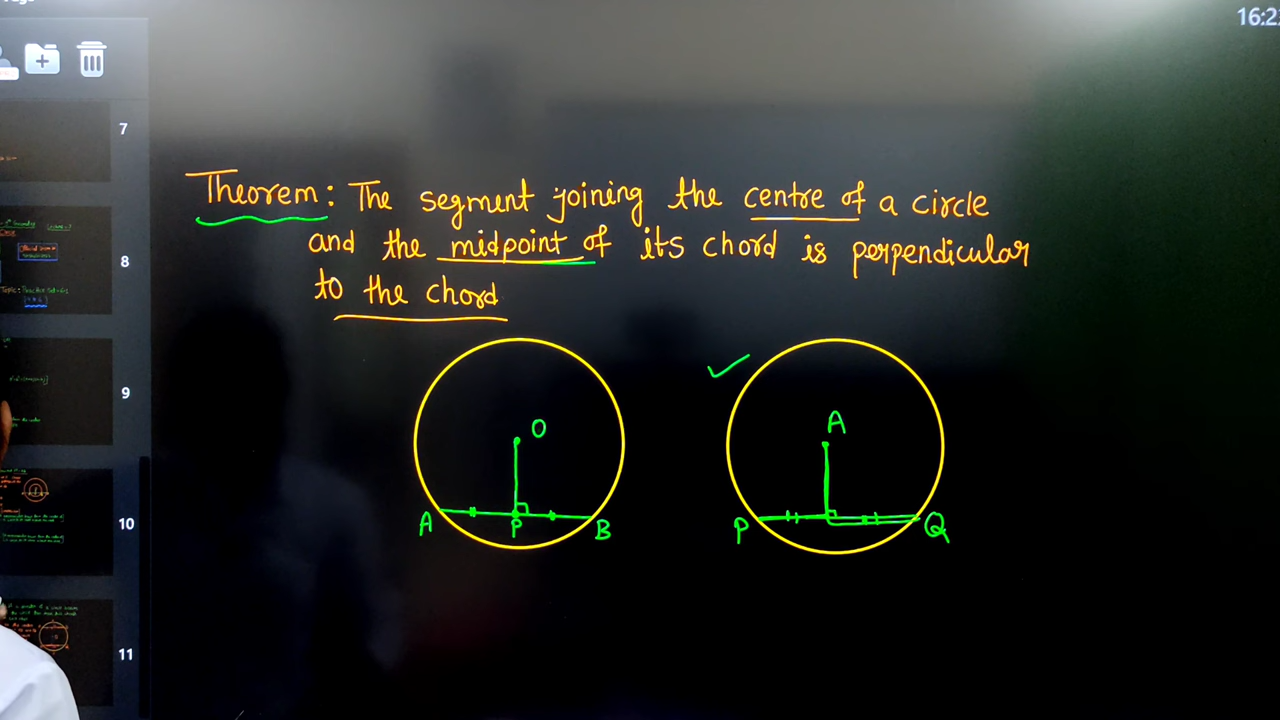 16:2
7
Theorem: The segment joining the centre of a circle
8
and the midpoint of its chord is perpendicular
to the chord
9
O
A
A
P
B
P
Q
10
11